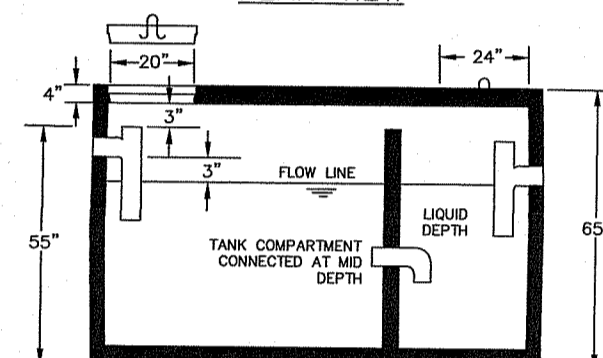 20"
24"
4"
3"
3"
FLOW LINE
LIQUID
DEPTH
55"
65
TANK COMPARTMENT
CONNECTED AT MID
DEPTH